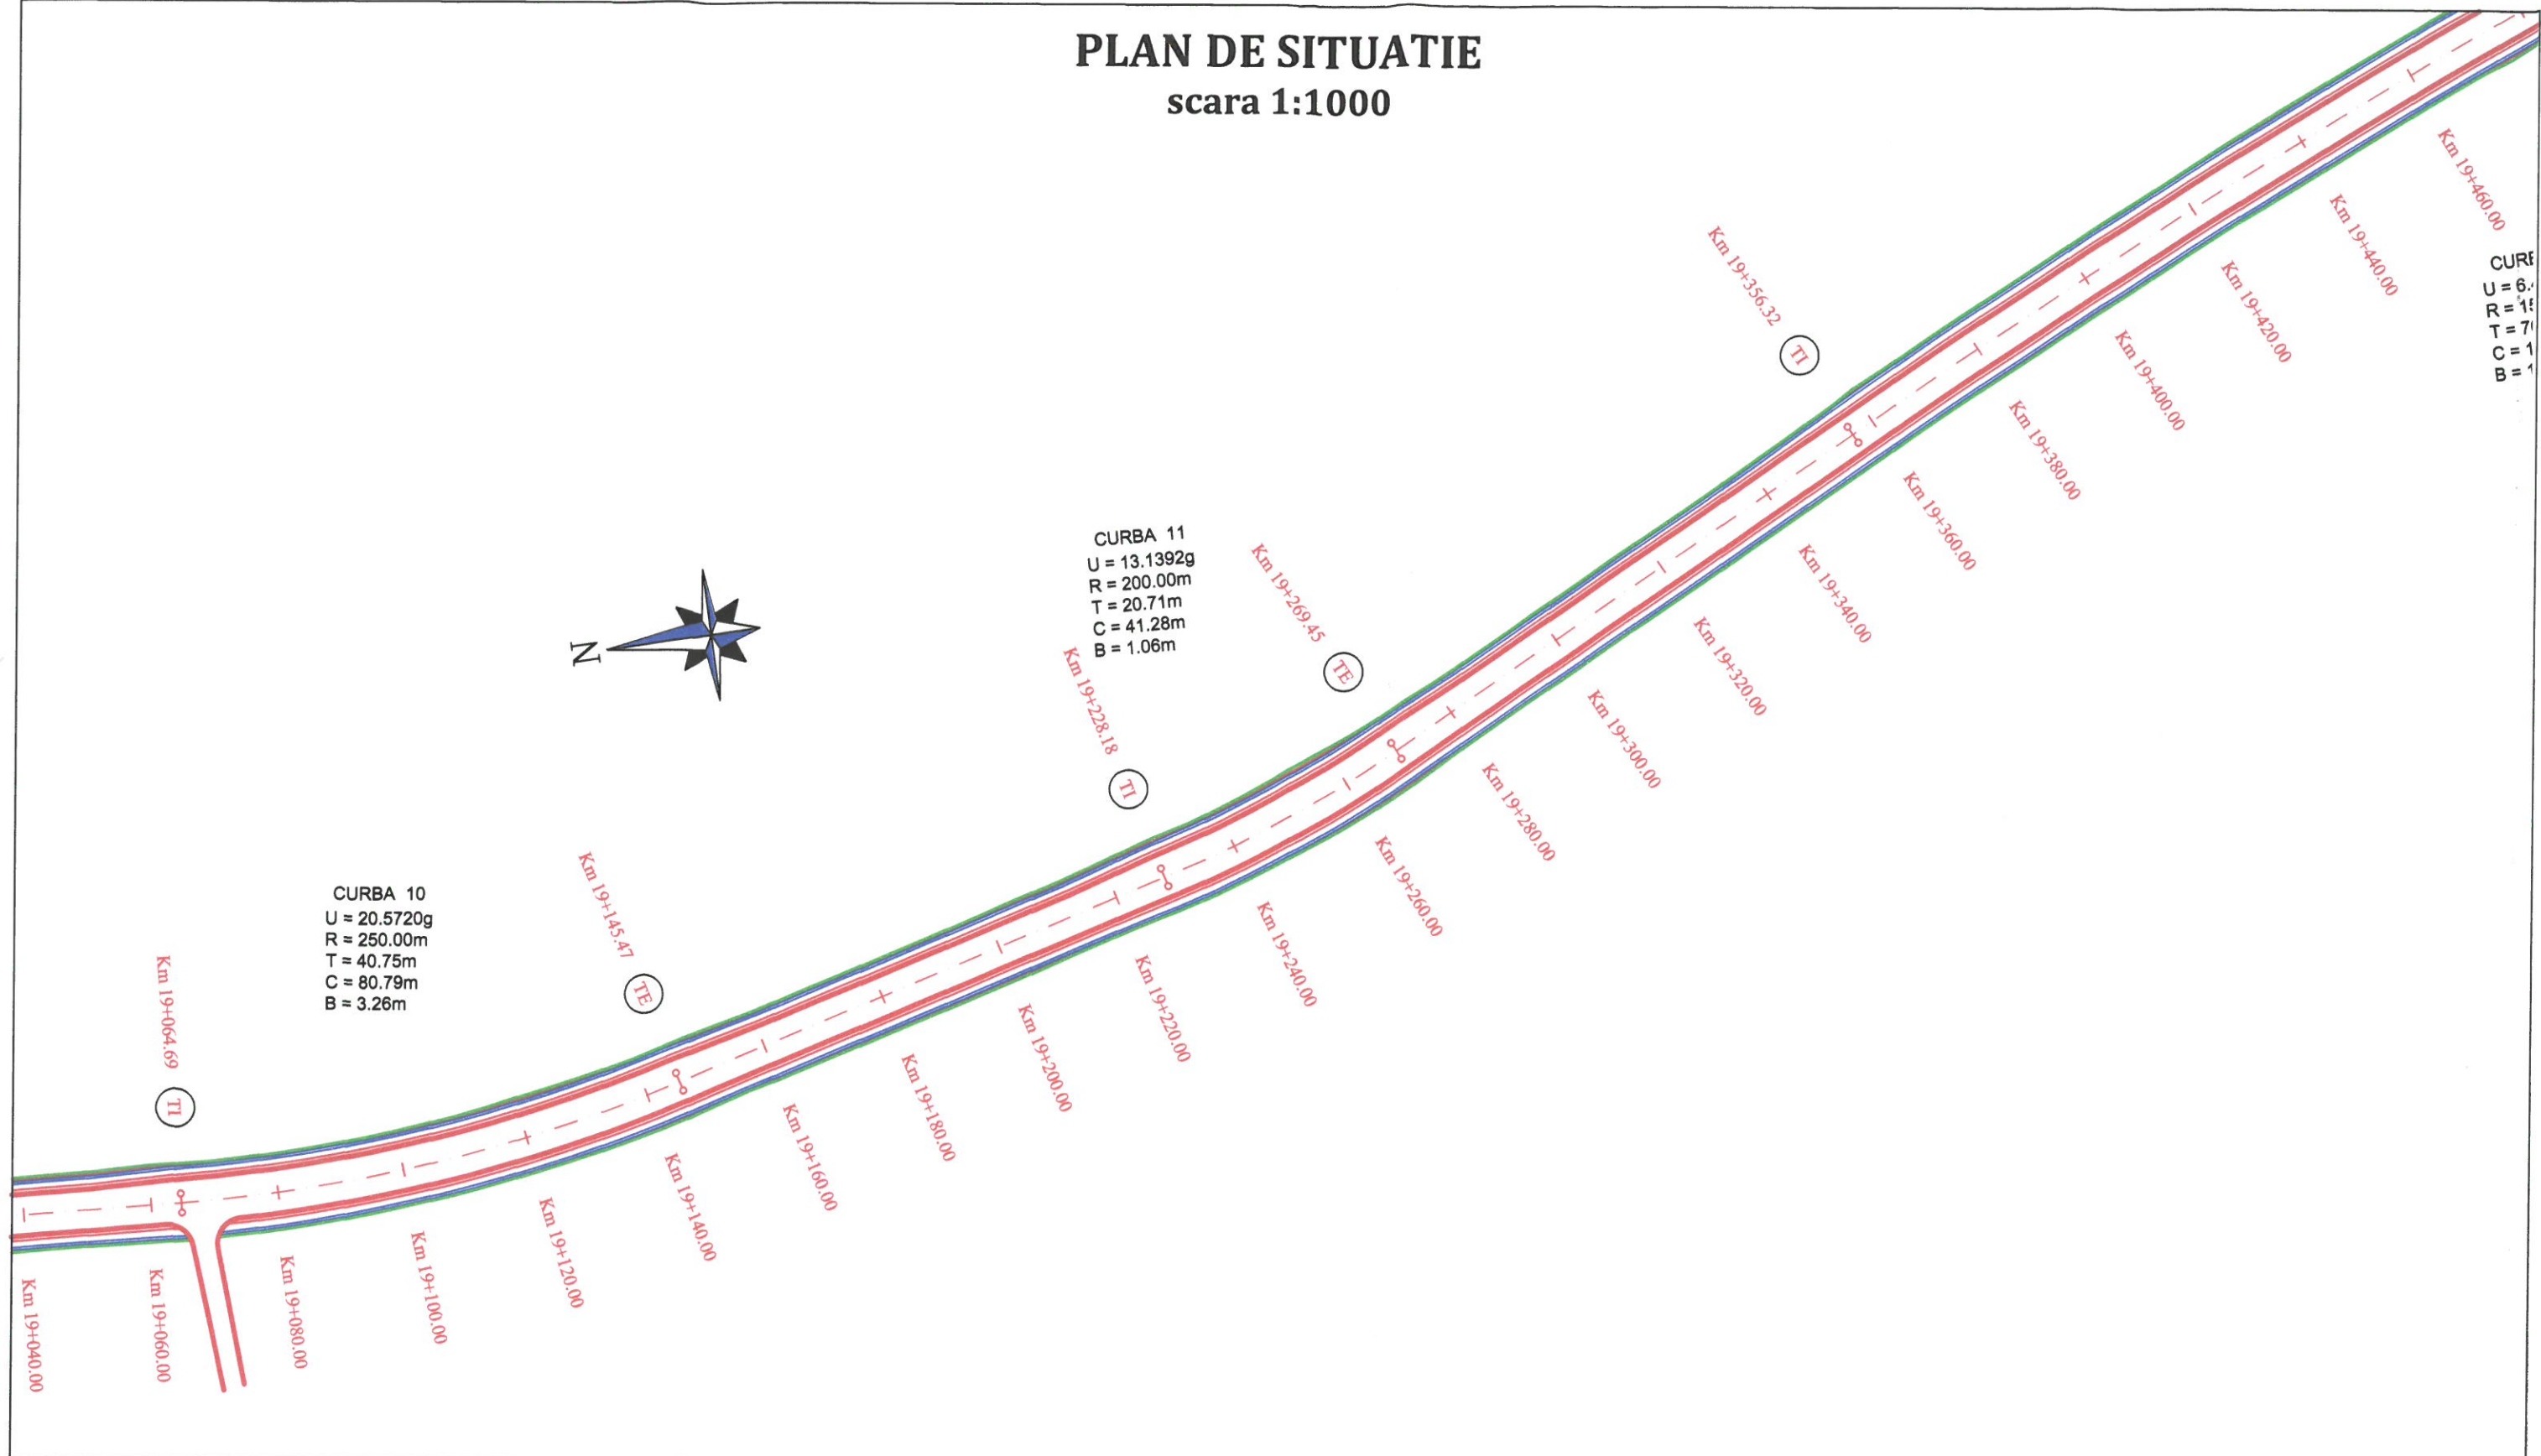 PLAN DE SITUATIE
scara 1:1000
N
CURBA 10
U = 20.5720g
R = 250.00m
T = 40.75m
C = 80.79m
B = 3.26m
CURBA 11
U = 13.1392g
R = 200.00m
T = 20.71m
C = 41.28m
B = 1.06m
U = 6.
T = 7
C = 1
B = 1
Km 19+064.69
TI
Km 19+145.47
TE
Km 19+228.18
TI
Km 19+269.45
TE
Km 19+356.32
TI
Km 19+040.00
Km 19+060.00
Km 19+080.00
Km 19+100.00
Km 19+120.00
Km 19+140.00
Km 19+160.00
Km 19+180.00
Km 19+200.00
Km 19+220.00
Km 19+240.00
Km 19+260.00
Km 19+280.00
Km 19+300.00
Km 19+320.00
Km 19+340.00
Km 19+360.00
Km 19+380.00
Km 19+400.00
Km 19+420.00
Km 19+440.00
Km 19+460.00